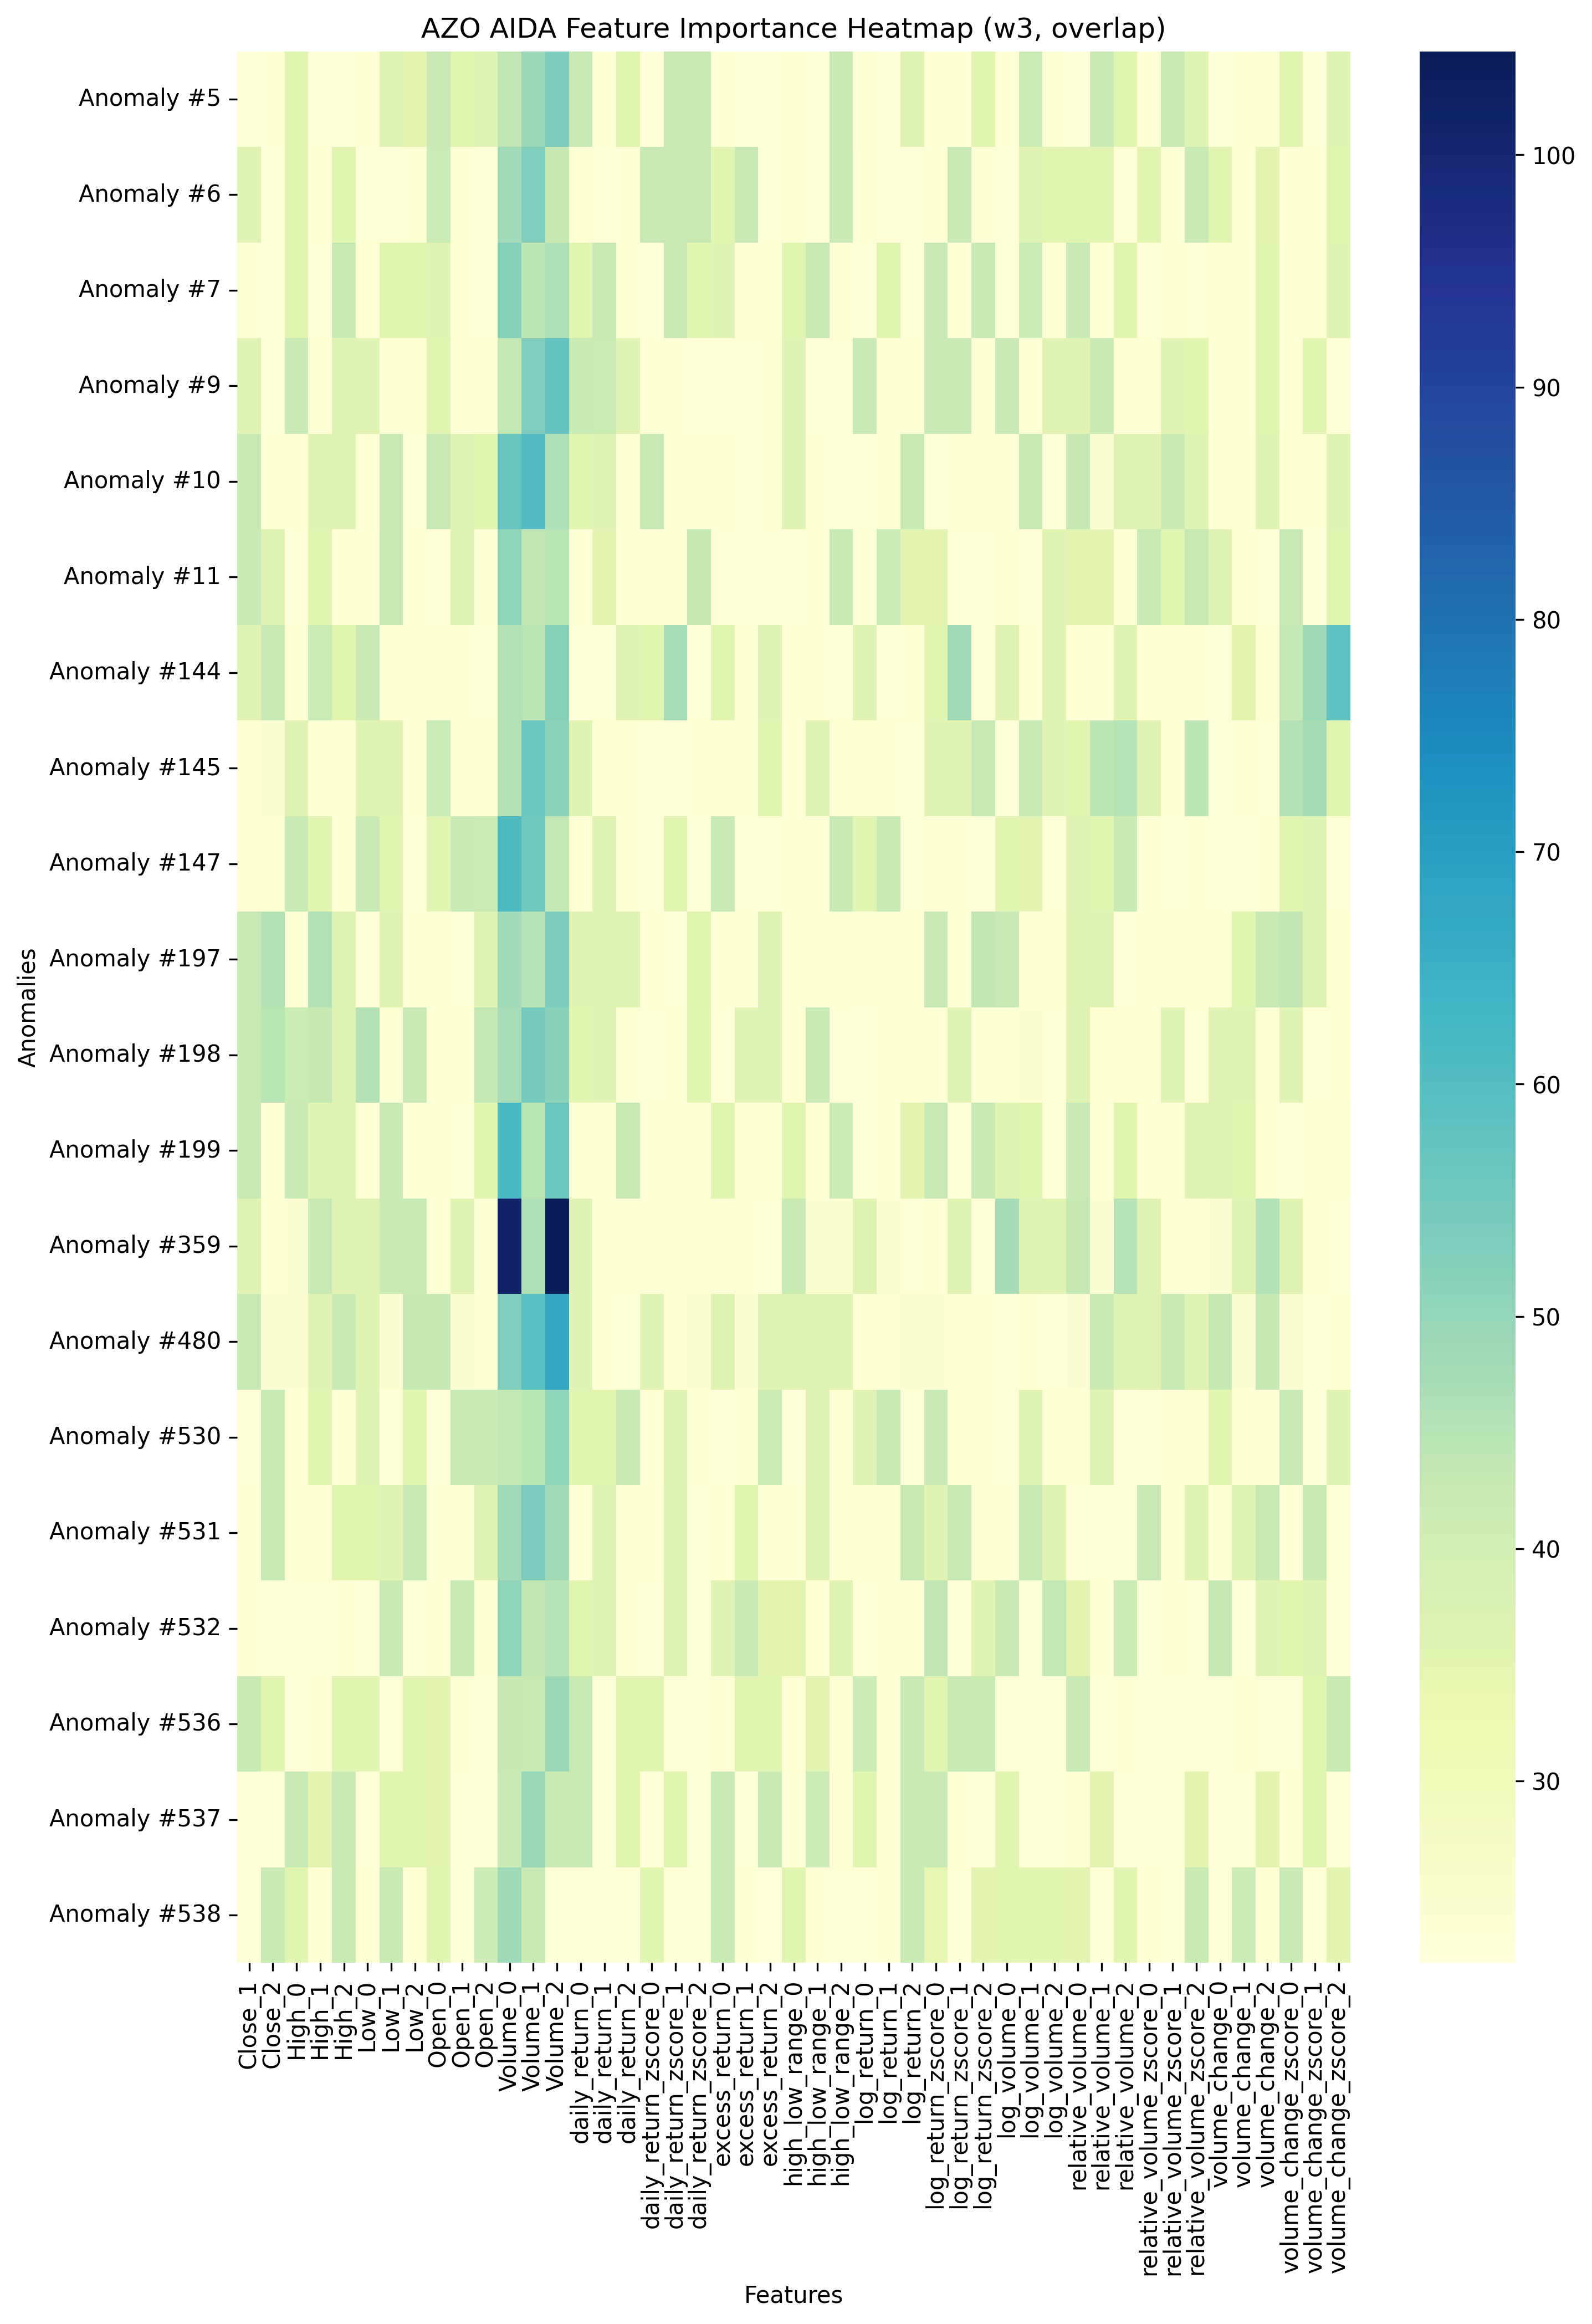 AZO AIDA Feature Importance Heatmap (w3, overlap)
Anomalies
Anomaly #5
Anomaly #6
Anomaly #7
Anomaly #9
Anomaly #10
Anomaly #11
Anomaly #144
Anomaly #145
Anomaly #147
Anomaly #197
Anomaly #198
Anomaly #199
Anomaly #359
Anomaly #480
Anomaly #530
Anomaly #531
Anomaly #532
Anomaly #536
Anomaly #537
Anomaly #538
Close_1
Close_2
High_0
High_1
High_2
Low_0
Low_1
Low_2
Open_0
Open_1
Open_2
Volume_0
Volume_1
Volume_2
daily_return_0
daily_return_1
daily_return_2
daily_return_zscore_0
daily_return_zscore_1
daily_return_zscore_2
excess_return_0
excess_return_1
excess_return_2
high_low_range_0
high_low_range_1
high_low_range_2
log_return_0
log_return_1
log_return_2
log_return_zscore_0
log_return_zscore_1
log_return_zscore_2
log_volume_0
log_volume_1
log_volume_2
relative_volume_0
relative_volume_1
relative_volume_2
relative_volume_zscore_0
relative_volume_zscore_1
relative_volume_zscore_2
volume_change_0
volume_change_1
volume_change_2
volume_change_zscore_0
volume_change_zscore_1
volume_change_zscore_2
Features
100
90
80
70
60
50
40
30